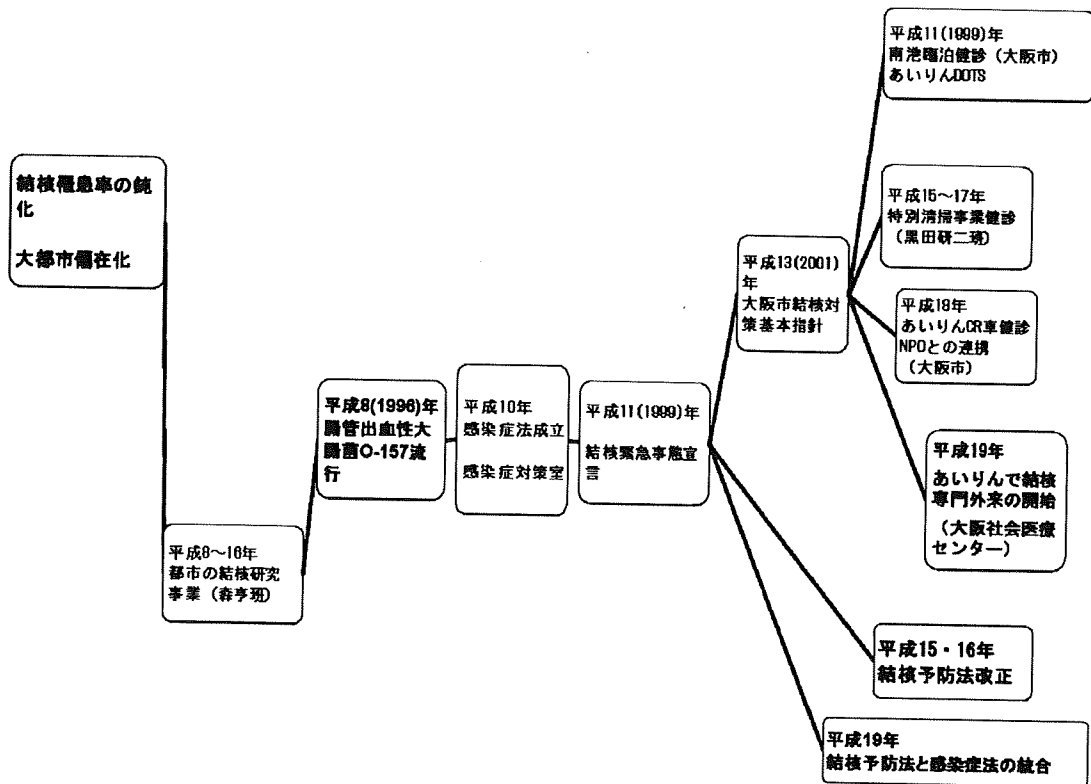 結核罹患率の鈍
化
大都市偏在化
平成8～16年
都市の結核研究
事業（森亨班）
平成8(1996)年
腸管出血性大
腸菌O-157流
行
平成10年
感染症法成立
感染症対策室
平成11(1999)年
結核緊急事態宣
言
平成13(2001)
年
大阪市結核対
策基本指針
平成11(1999)年
南港臨泊健診（大阪市）
あいりんDOTS
平成15～17年
特別清掃事業健診
（黒田研二班）
平成18年
あいりんCR車健診
NPOとの連携
（大阪市）
平成19年
あいりんで結核
専門外来の開始
（大阪社会医療
センター）
平成15・16年
結核予防法改正
平成19年
結核予防法と感染症法の統合